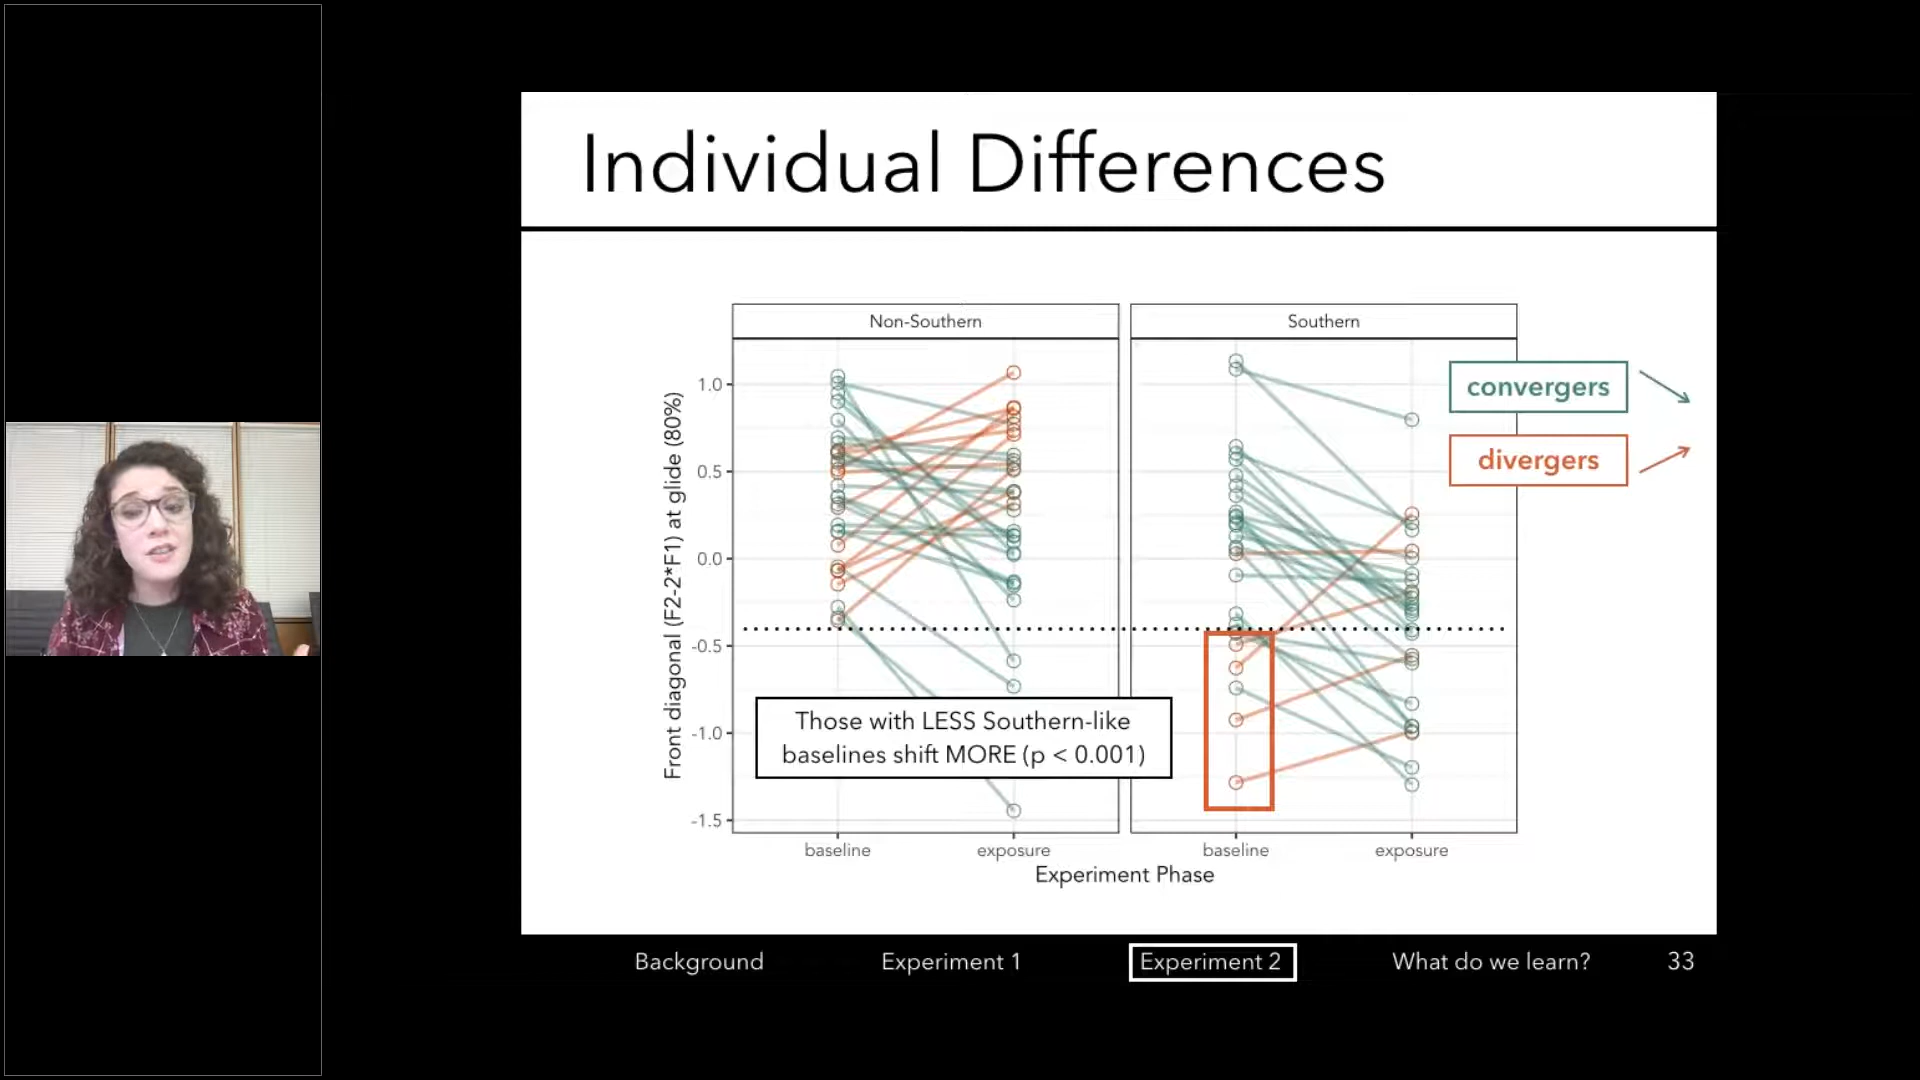 Individual Differences
Non-Southern
Southern
convergers
divergers
Front diagonal (F2-2*F1) at glide (80%)
1.0
0.5
0.0
-0.5
-1.0
-1.5
Those with LESS Southern-like
baselines shift MORE (p < 0.001)
baseline
exposure
baseline
exposure
Experiment Phase
Background
Experiment 1
Experiment 2
What do we learn?
33